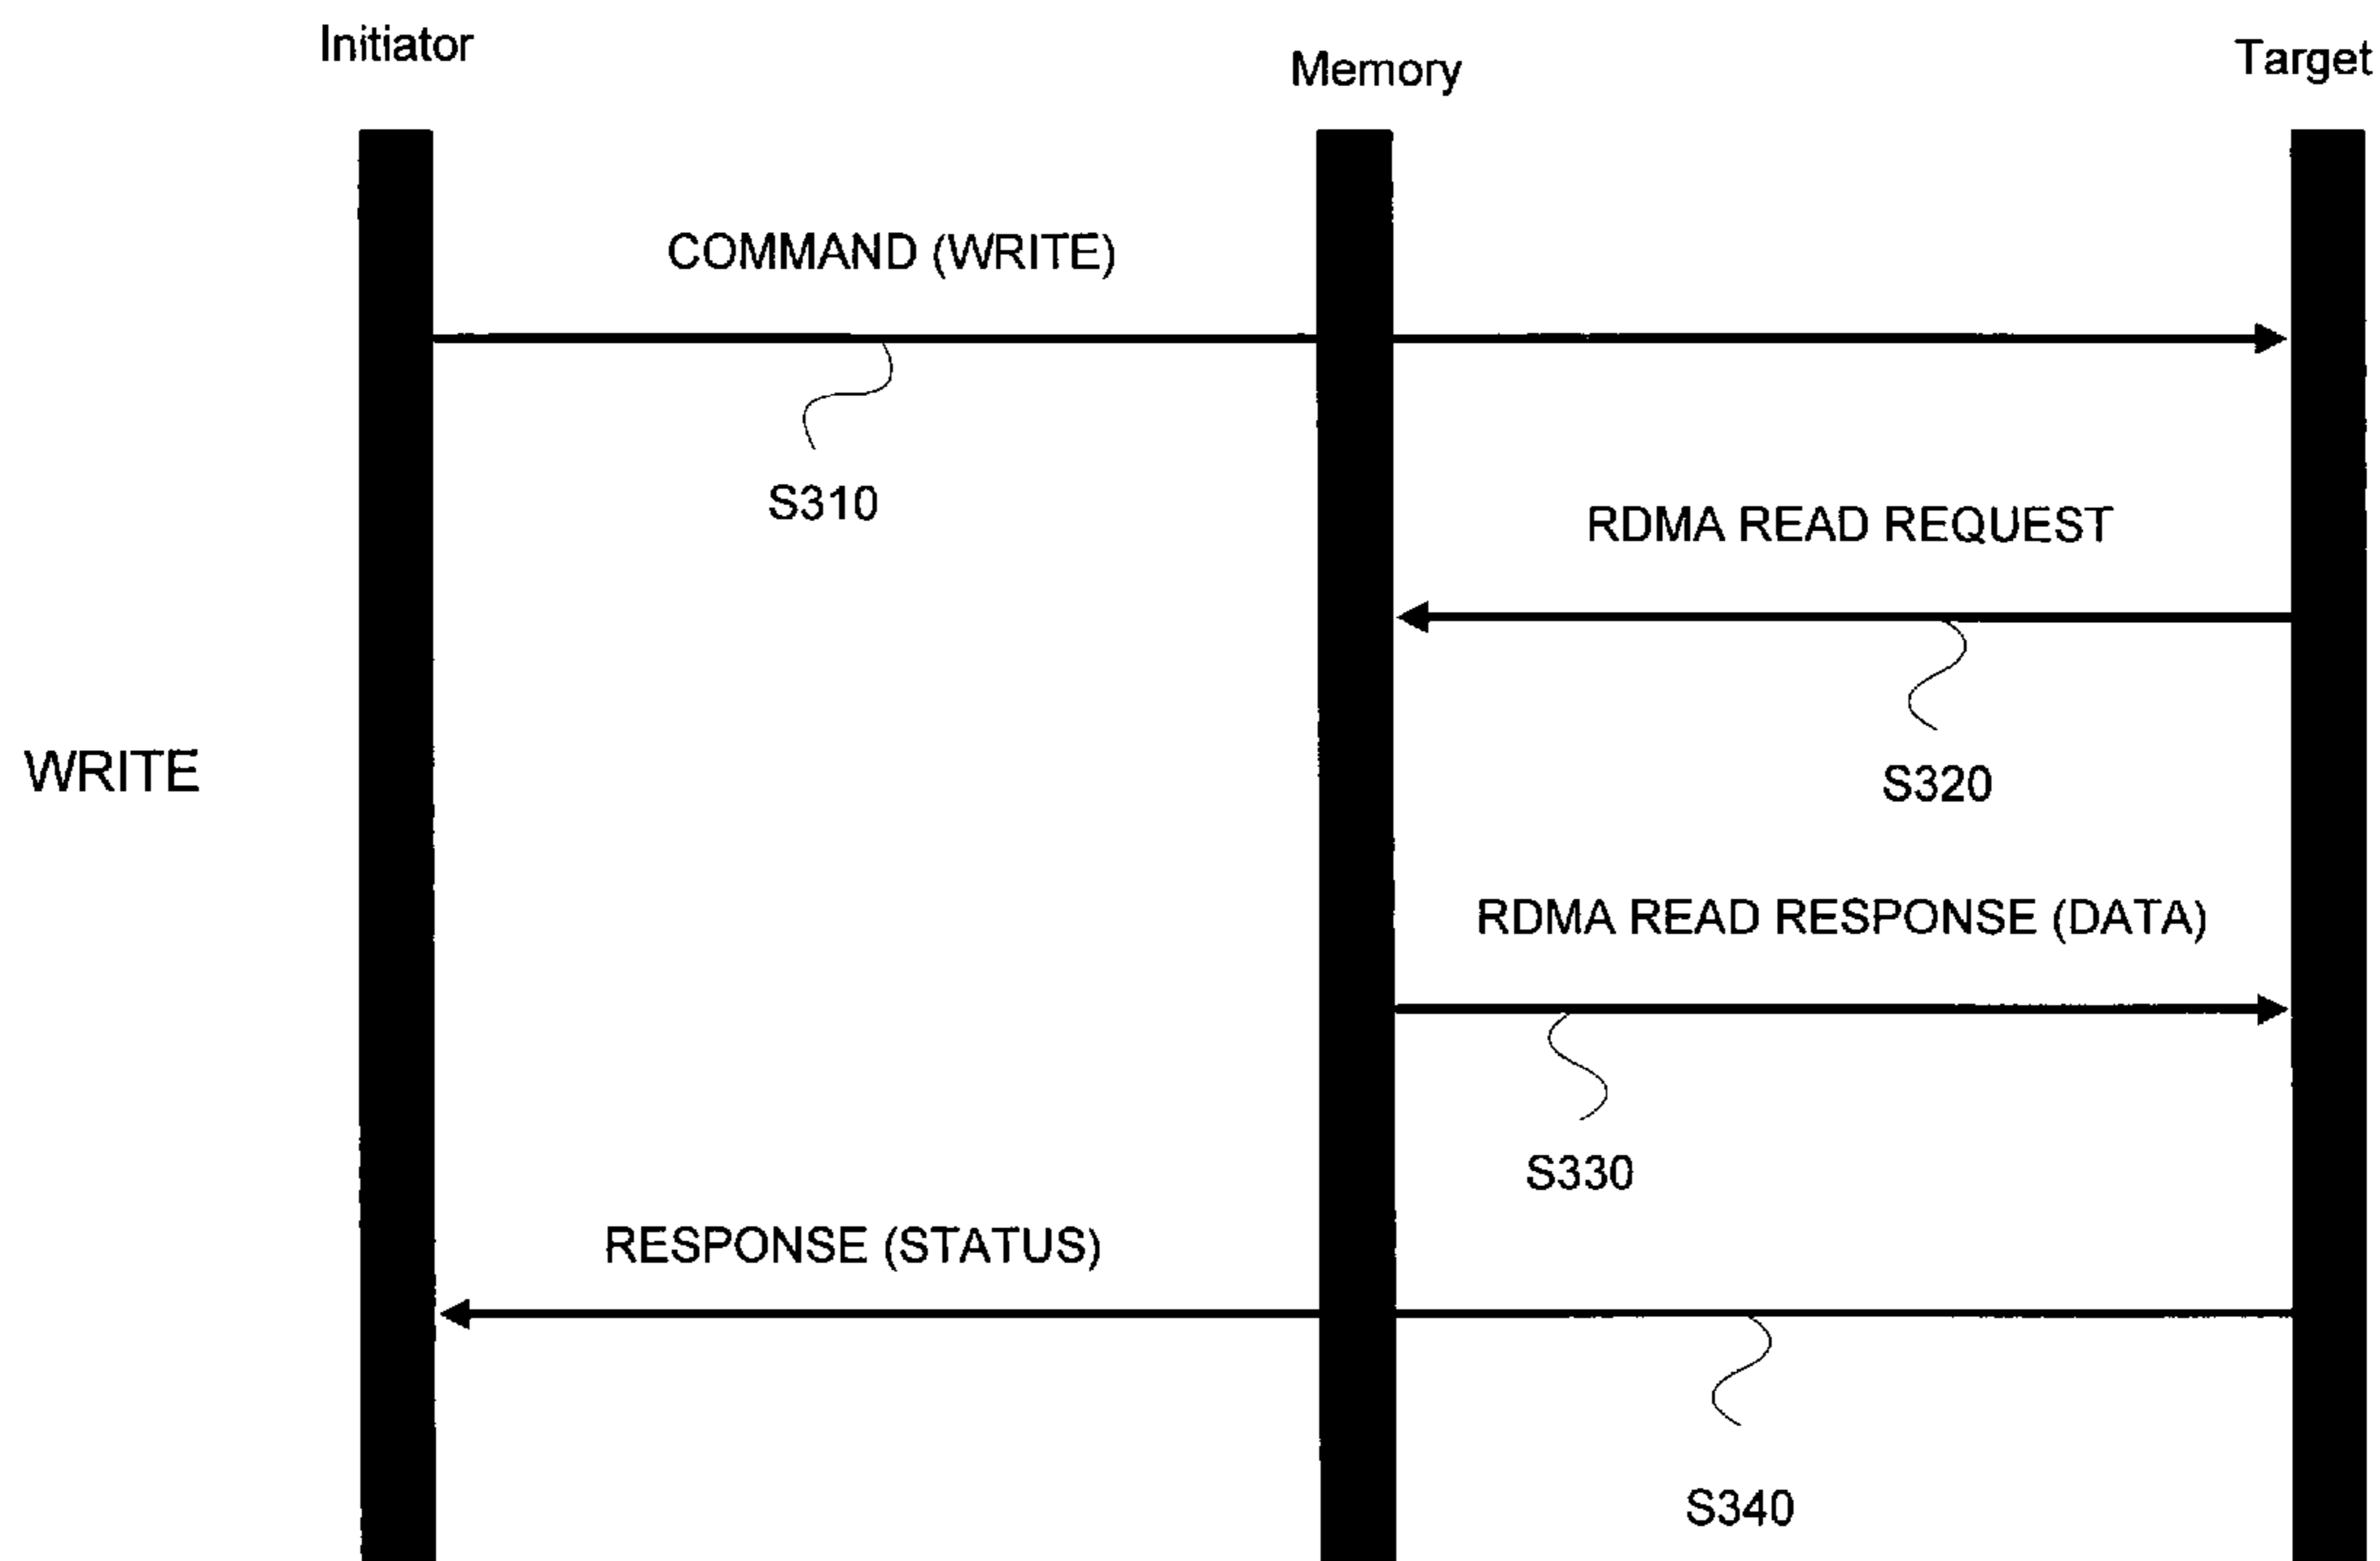 Initiator
Memory
Target
COMMAND (WRITE)
S310
RDMA READ REQUEST
S320
WRITE
RDMA READ RESPONSE (DATA)
S330
RESPONSE (STATUS)
S340